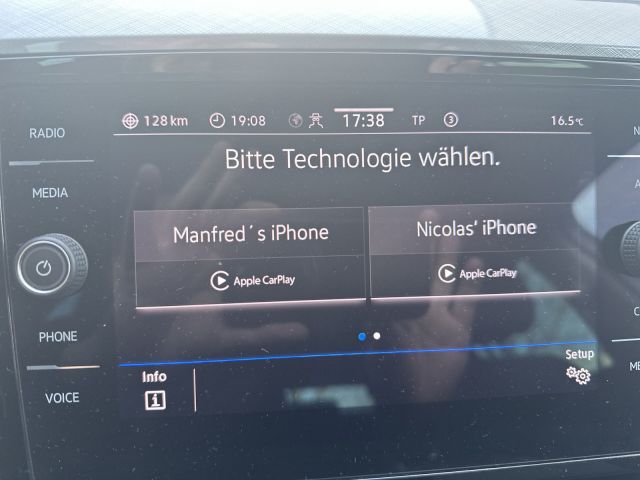 128 km 19:08 17:38 TP 3 16.5°C
RADIO
Bitte Technologie wählen.
MEDIA
Manfred´s iPhone Nicolas’ iPhone
Apple CarPlay Apple CarPlay
PHONE
Setup
Info
VOICE